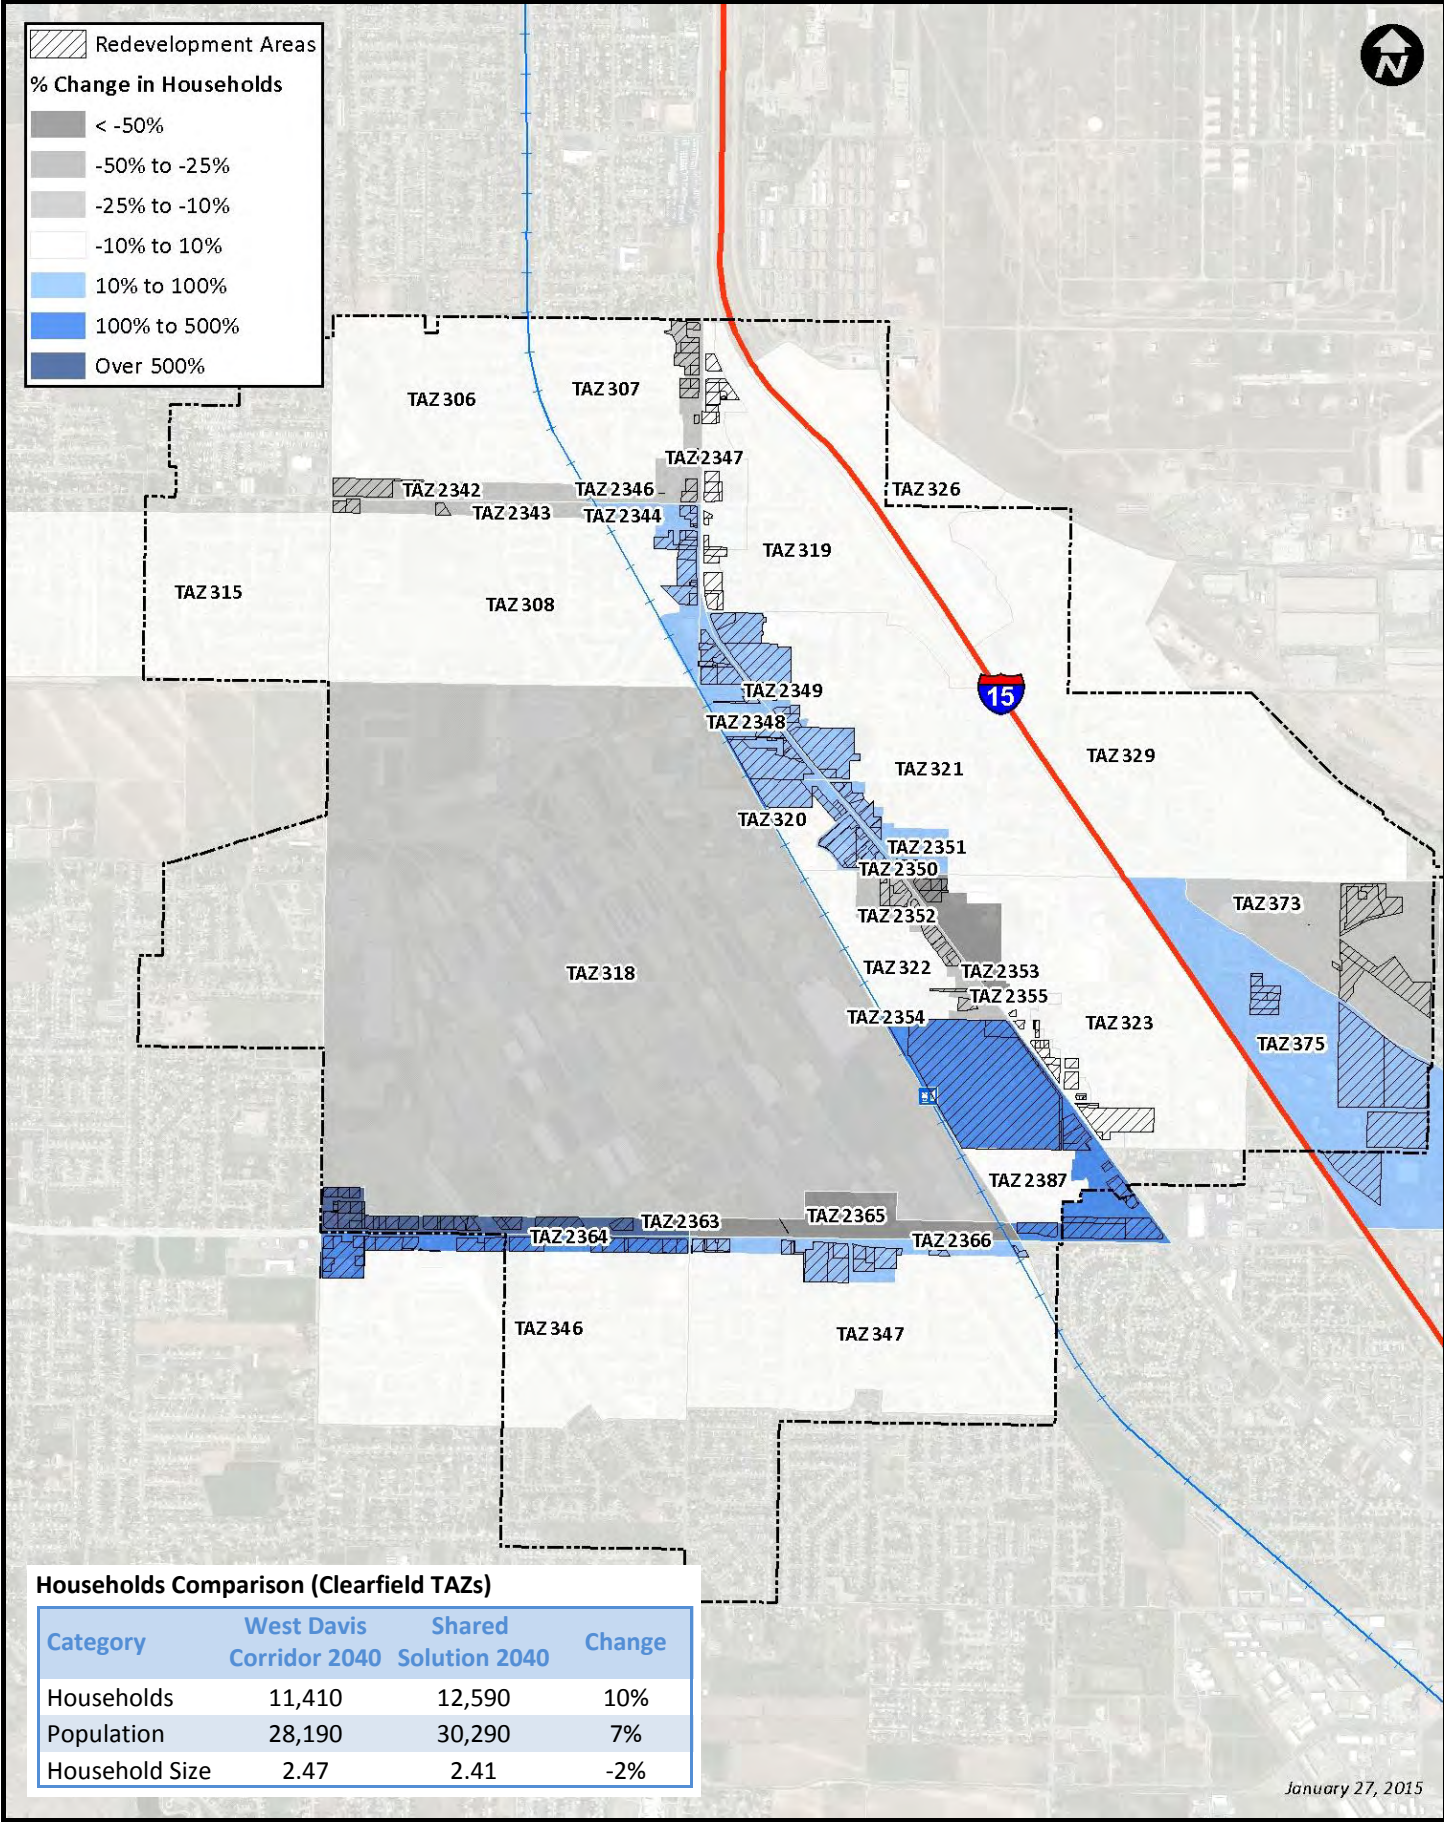 Redevelopment Areas
% Change in Households
< -50%
-50% to -25%
-25% to -10%
-10% to 10%
10% to 100%
100% to 500%
Over 500%
N
TAZ 306
TAZ 307
TAZ 2347
TAZ 2342
TAZ 2346
TAZ 326
TAZ 2343
TAZ 2344
TAZ 319
TAZ 315
TAZ 308
TAZ 2349
15
TAZ 2348
TAZ 329
TAZ 321
TAZ 320
TAZ 2351
TAZ 2350
TAZ 373
TAZ 2352
TAZ 318
TAZ 322
TAZ 2353
TAZ 2355
TAZ 2354
TAZ 323
TAZ 375
TAZ 2387
TAZ 2365
TAZ 2363
TAZ 2364
TAZ 2366
TAZ 346
TAZ 347
Households Comparison (Clearfield TAZs)
Category West Davis Corridor 2040 Shared Solution 2040 Change
Households 11,410 12,590 10%
Population 28,190 30,290 7%
Household Size 2.47 2.41 -2%
January 27, 2015